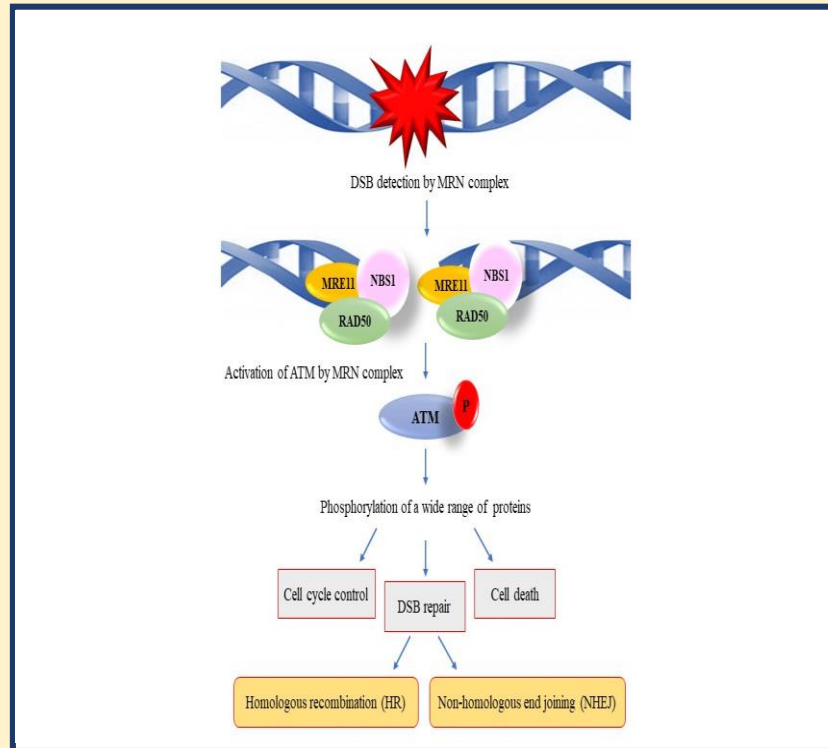 DSB detection by MRN complex
MRE11
NBS1
RAD50
MRE11
NBS1
RAD50
Activation of ATM by MRN complex
ATM
P
Phosphorylation of a wide range of proteins
Cell cycle control
DSB repair
Cell death
Homologous recombination (HR)
Non-homologous end joining (NHEJ)